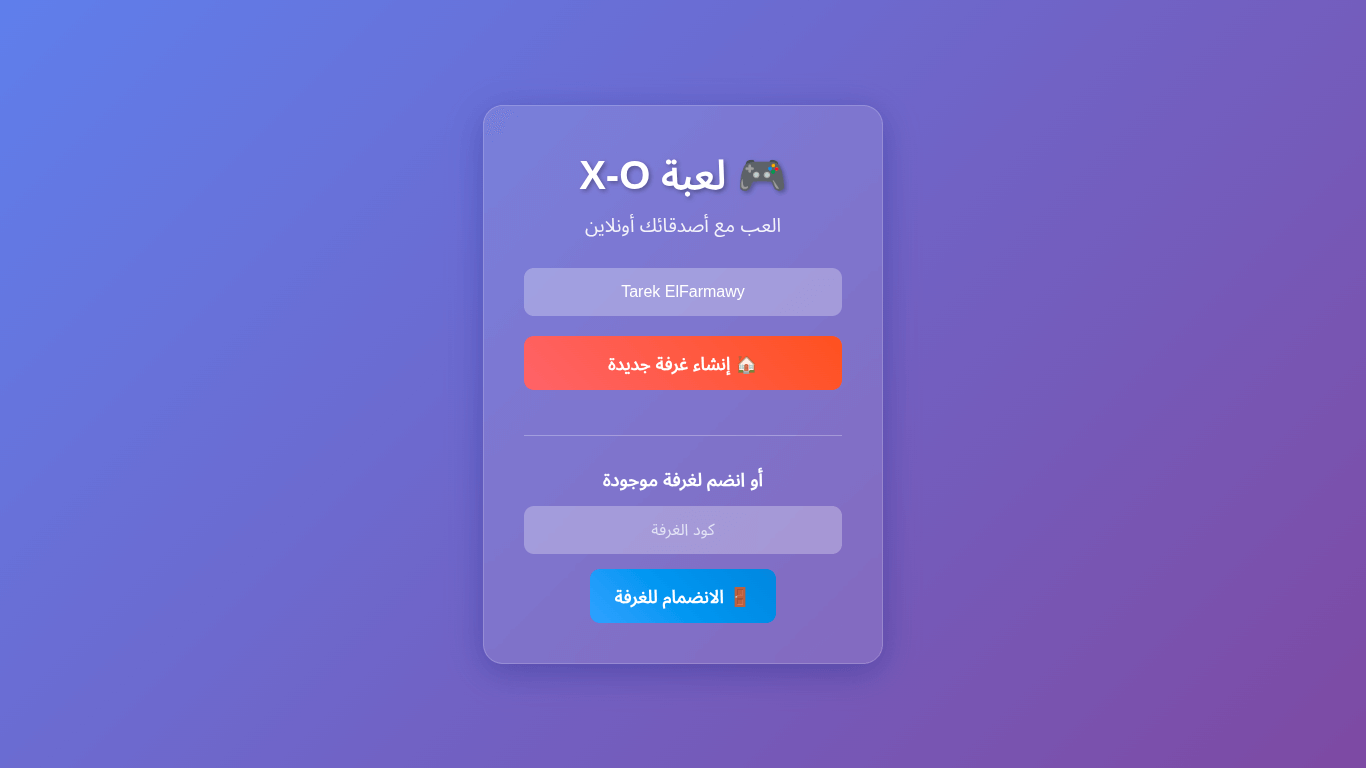 🎮 لعبة X-O
العب مع أصدقائك أونلاين
Tarek ElFarmawy
🏠 إنشاء غرفة جديدة
أو انضم لغرفة موجودة
كود الغرفة
🚪 الانضمام للغرفة